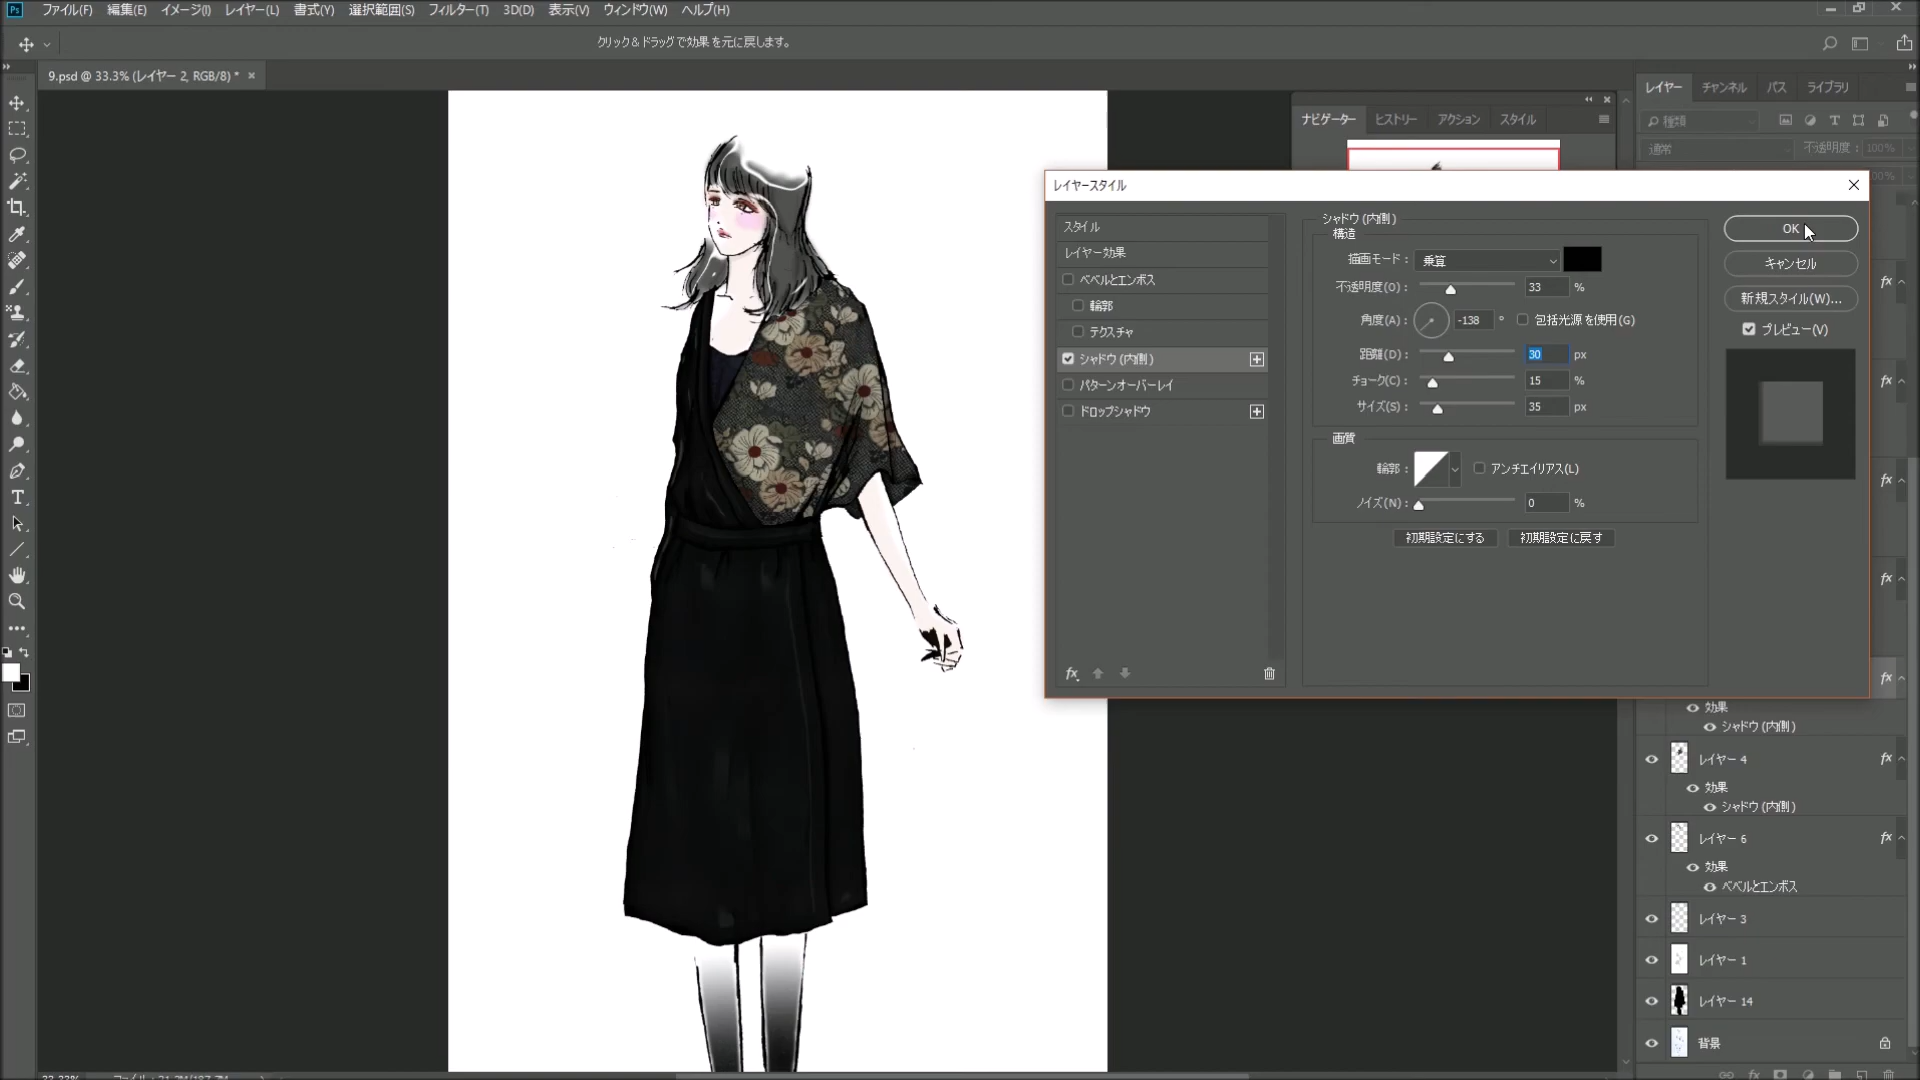 Ps ファイル(F) 編集(E) イメージ(I) レイヤー(L) 書式(Y) 選択範囲(S) フィルター(T) 3D(D) 表示(V) ウィンドウ(W) ヘルプ(H)
クリック＆ドラッグで効果を元に戻します。
9.psd @ 33.3% (レイヤー 2, RGB/8) *
レイヤー チャンネル パス ライブラリ
ナビゲーター ヒストリー アクション スタイル
種類
通常 不透明度： 100%
レイヤースタイル
スタイル
レイヤー効果
ベベルとエンボス
輪郭
テクスチャ
シャドウ (内側)
パターンオーバーレイ
ドロップシャドウ
fx
シャドウ (内側)
構造
描画モード： 乗算
不透明度(O)： 33 %
角度(A)： -138 ° 包括光源を使用(G)
距離(D)： 30 px
チョーク(C)： 15 %
サイズ(S)： 35 px
画質
輪郭： アンチエイリアス(L)
ノイズ(N)： 0 %
初期設定にする 初期設定に戻す
OK
キャンセル
新規スタイル(W)...
プレビュー(V)
fx
fx
fx
fx
fx
効果
シャドウ (内側)
レイヤー 4 fx
効果
シャドウ (内側)
レイヤー 6 fx
効果
ベベルとエンボス
レイヤー 3
レイヤー 1
レイヤー 14
背景